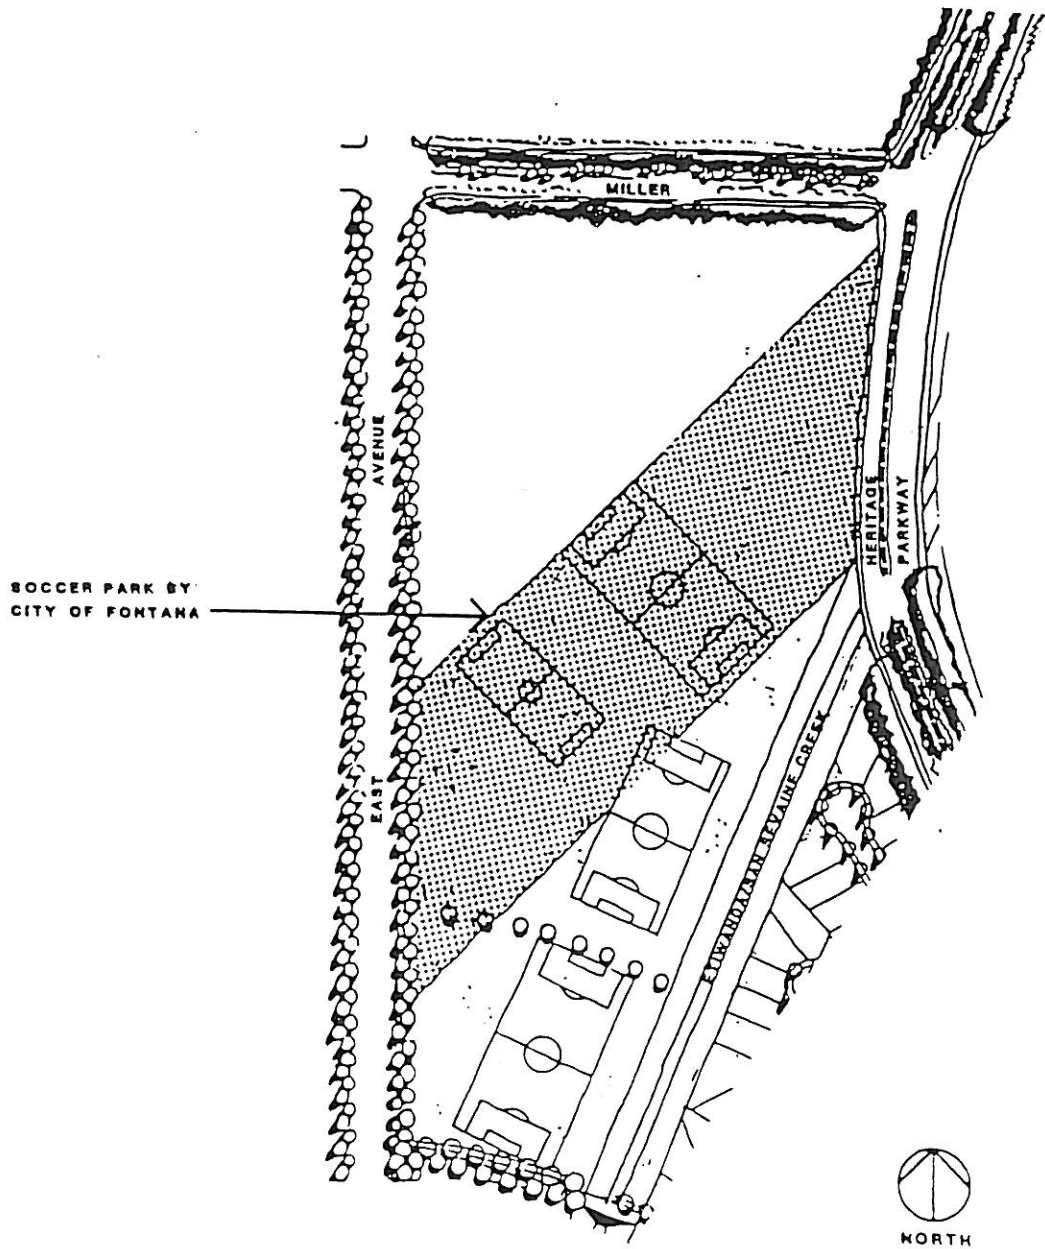 MILLER
AVENUE
HERITAGE
PARKWAY
SOCCER PARK BY
CITY OF FONTANA
EAST
ETIWANDA/SAN SEVAINE CREEK
NORTH